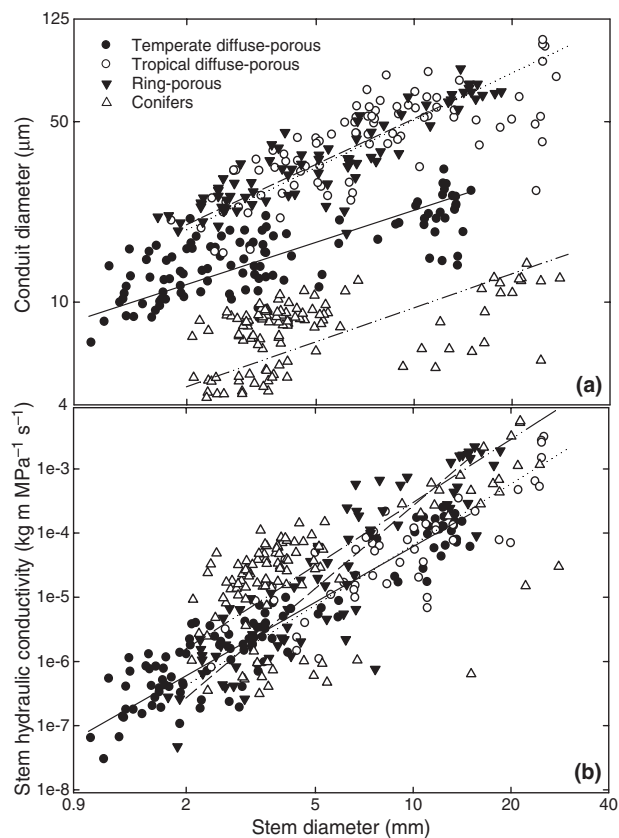 125
50
10
4
Conduit diameter (μm)
Temperate diffuse-porous
Tropical diffuse-porous
Ring-porous
Conifers
(a)
1e-3
1e-4
1e-5
1e-6
1e-7
1e-8
Stem hydraulic conductivity (kg m MPa⁻¹ s⁻¹)
(b)
0.9 2 5 10 20 40
Stem diameter (mm)